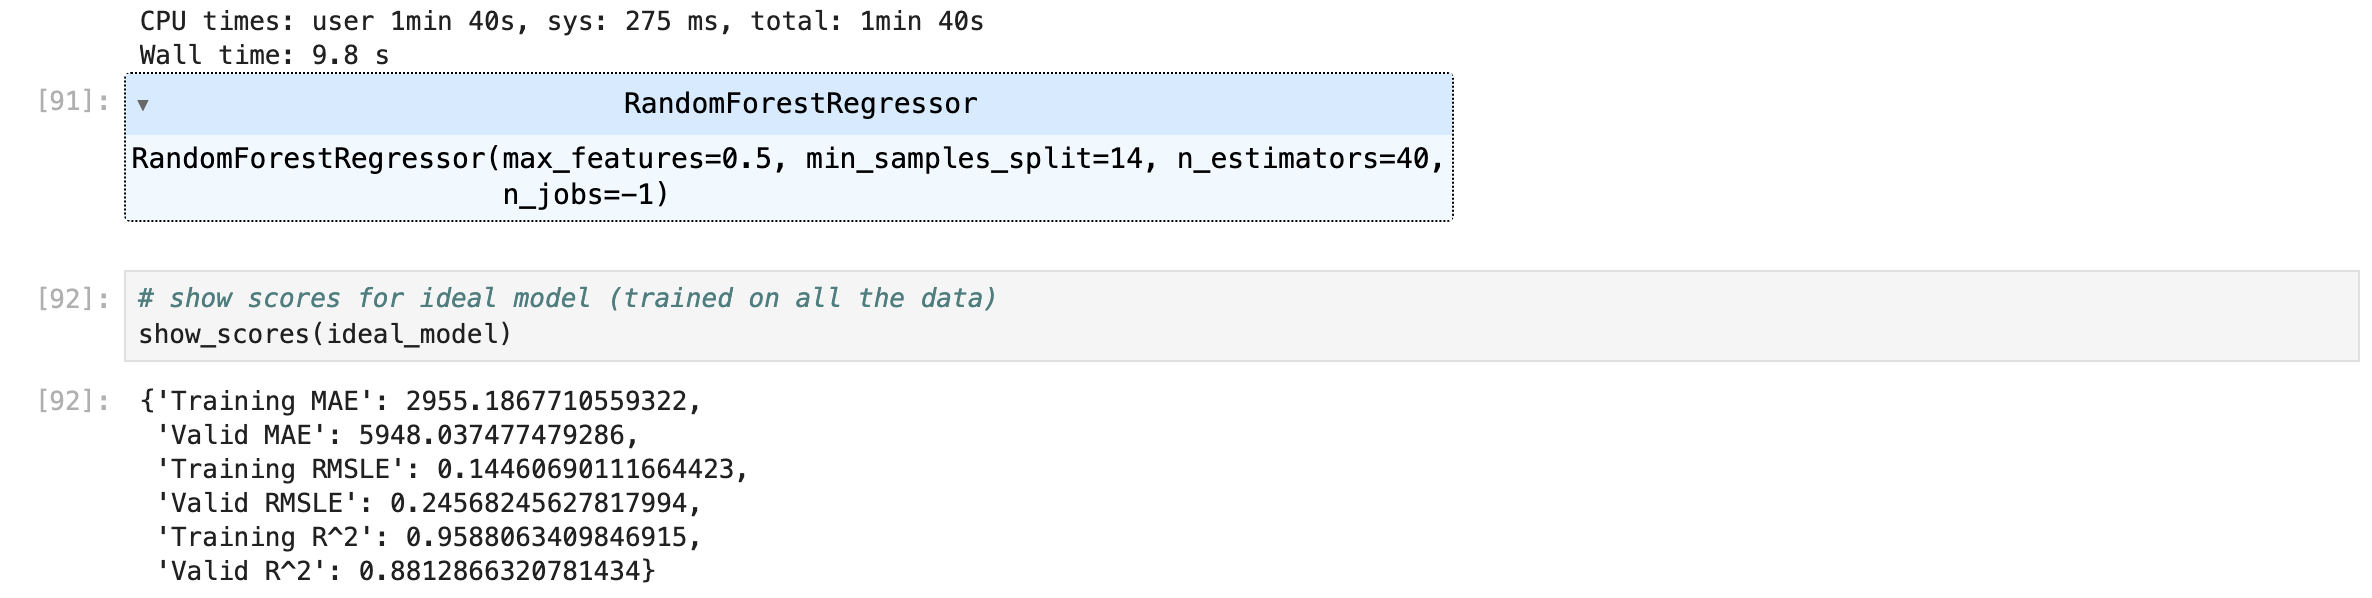 CPU times: user 1min 40s, sys: 275 ms, total: 1min 40s
Wall time: 9.8 s
[91]:
▼ RandomForestRegressor
RandomForestRegressor(max_features=0.5, min_samples_split=14, n_estimators=40,
n_jobs=-1)
[92]:
# show scores for ideal model (trained on all the data)
show_scores(ideal_model)
[92]:
{'Training MAE': 2955.1867710559322,
'Valid MAE': 5948.037477479286,
'Training RMSLE': 0.14460690111664423,
'Valid RMSLE': 0.24568245627817994,
'Training R^2': 0.9588063409846915,
'Valid R^2': 0.8812866320781434}